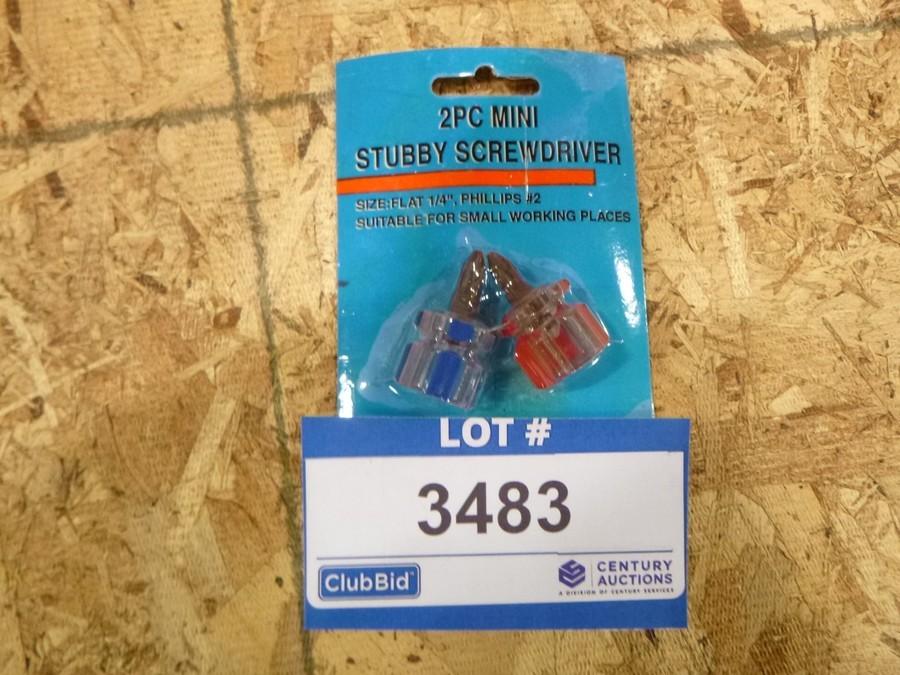 2PC MINI
STUBBY SCREWDRIVER
SIZE:FLAT 1/4", PHILLIPS #2
SUITABLE FOR SMALL WORKING PLACES
LOT #
3483
ClubBid™
CENTURY
AUCTIONS
A DIVISION OF CENTURY SERVICES